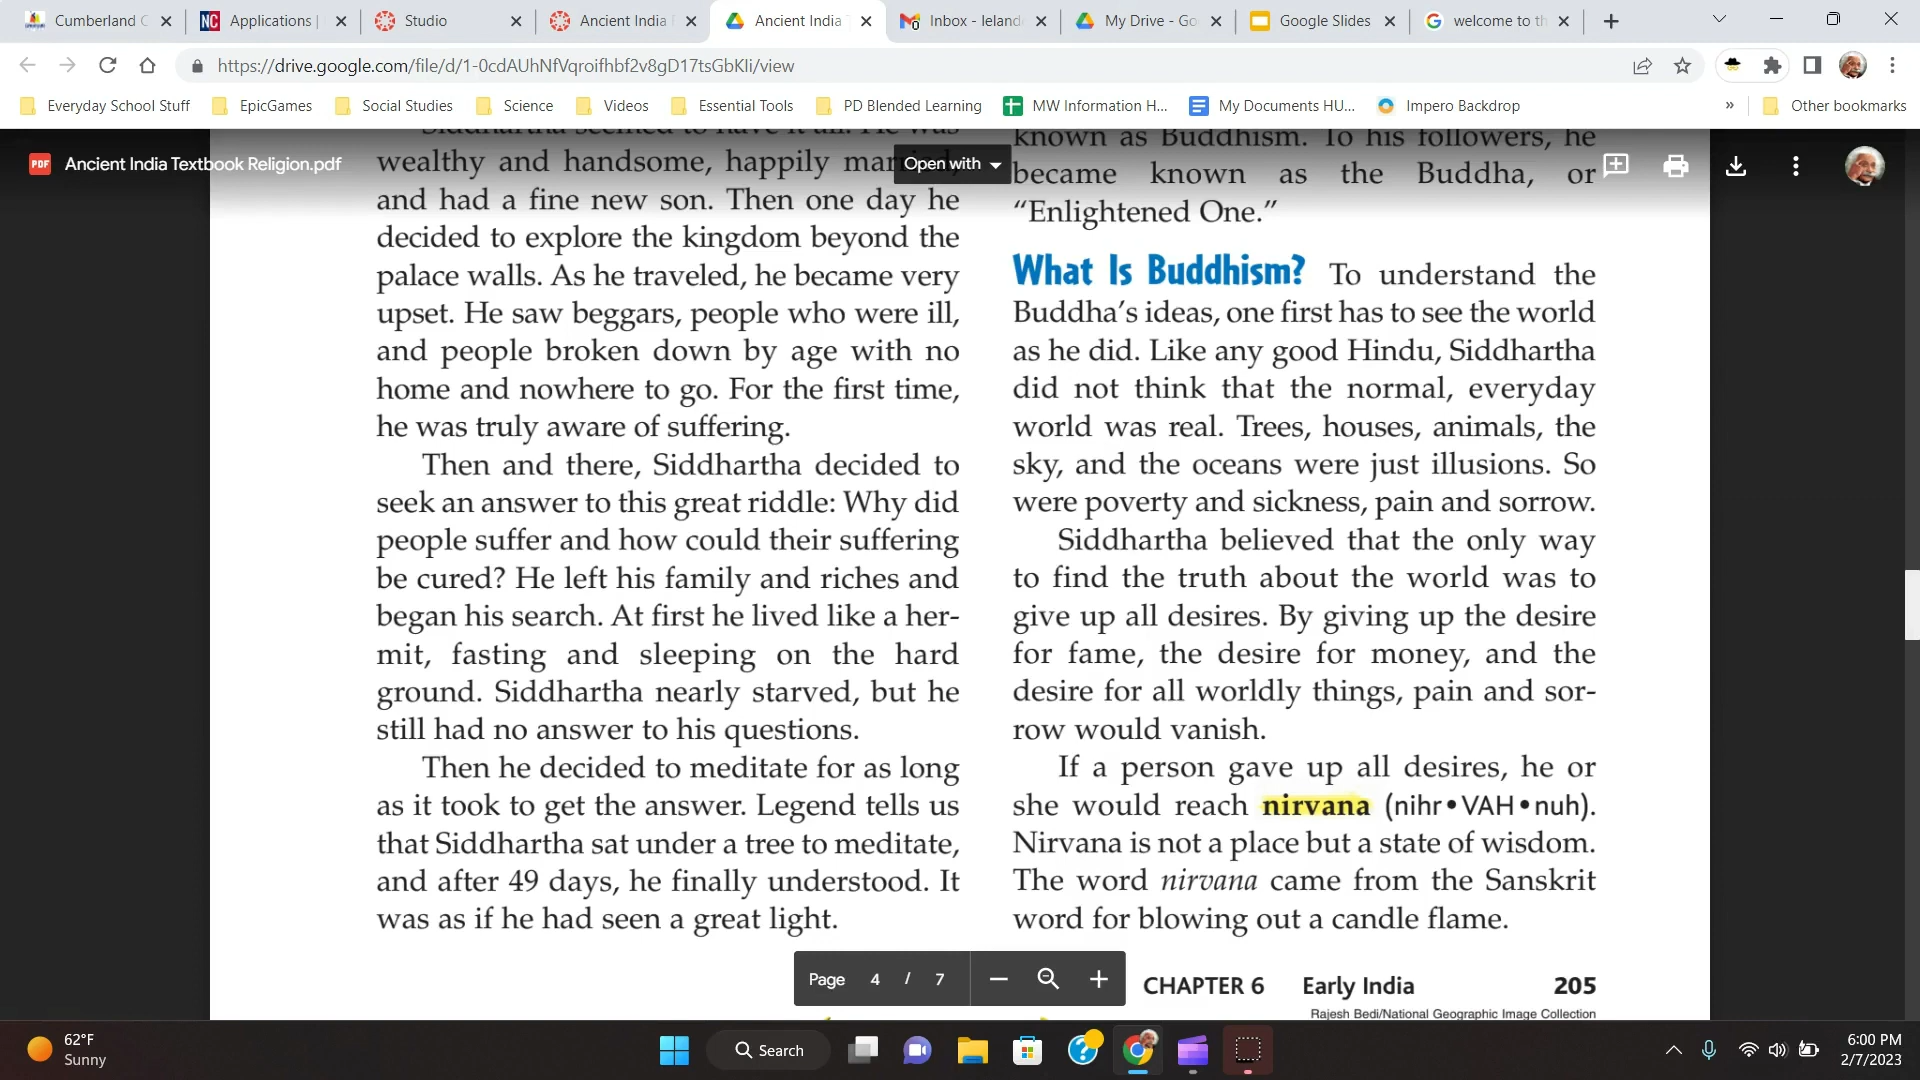 Cumberland C
Applications |
Studio
Ancient India
Ancient India
Inbox - leland
My Drive - Go
Google Slides
welcome to th
https://drive.google.com/file/d/1-0cdAUhNfVqroifhbf2v8gD17tsGbKli/view
Everyday School Stuff
EpicGames
Social Studies
Science
Videos
Essential Tools
PD Blended Learning
MW Information H...
My Documents HU...
Impero Backdrop
»
Other bookmarks
PDF
Ancient India Textbook Religion.pdf
Open with
Siddhartha seemed to have it all. He was
wealthy and handsome, happily married,
and had a fine new son. Then one day he
decided to explore the kingdom beyond the
palace walls. As he traveled, he became very
upset. He saw beggars, people who were ill,
and people broken down by age with no
home and nowhere to go. For the first time,
he was truly aware of suffering.
Then and there, Siddhartha decided to
seek an answer to this great riddle: Why did
people suffer and how could their suffering
be cured? He left his family and riches and
began his search. At first he lived like a her-
mit, fasting and sleeping on the hard
ground. Siddhartha nearly starved, but he
still had no answer to his questions.
Then he decided to meditate for as long
as it took to get the answer. Legend tells us
that Siddhartha sat under a tree to meditate,
and after 49 days, he finally understood. It
was as if he had seen a great light.
known as Buddhism. To his followers, he
became known as the Buddha, or
“Enlightened One.”
What Is Buddhism? To understand the
Buddha’s ideas, one first has to see the world
as he did. Like any good Hindu, Siddhartha
did not think that the normal, everyday
world was real. Trees, houses, animals, the
sky, and the oceans were just illusions. So
were poverty and sickness, pain and sorrow.
Siddhartha believed that the only way
to find the truth about the world was to
give up all desires. By giving up the desire
for fame, the desire for money, and the
desire for all worldly things, pain and sor-
row would vanish.
If a person gave up all desires, he or
she would reach nirvana (nihr•VAH•nuh).
Nirvana is not a place but a state of wisdom.
The word nirvana came from the Sanskrit
word for blowing out a candle flame.
Page 4 / 7
CHAPTER 6 Early India 205
Rajesh Bedi/National Geographic Image Collection
62°F
Sunny
Search
6:00 PM
2/7/2023